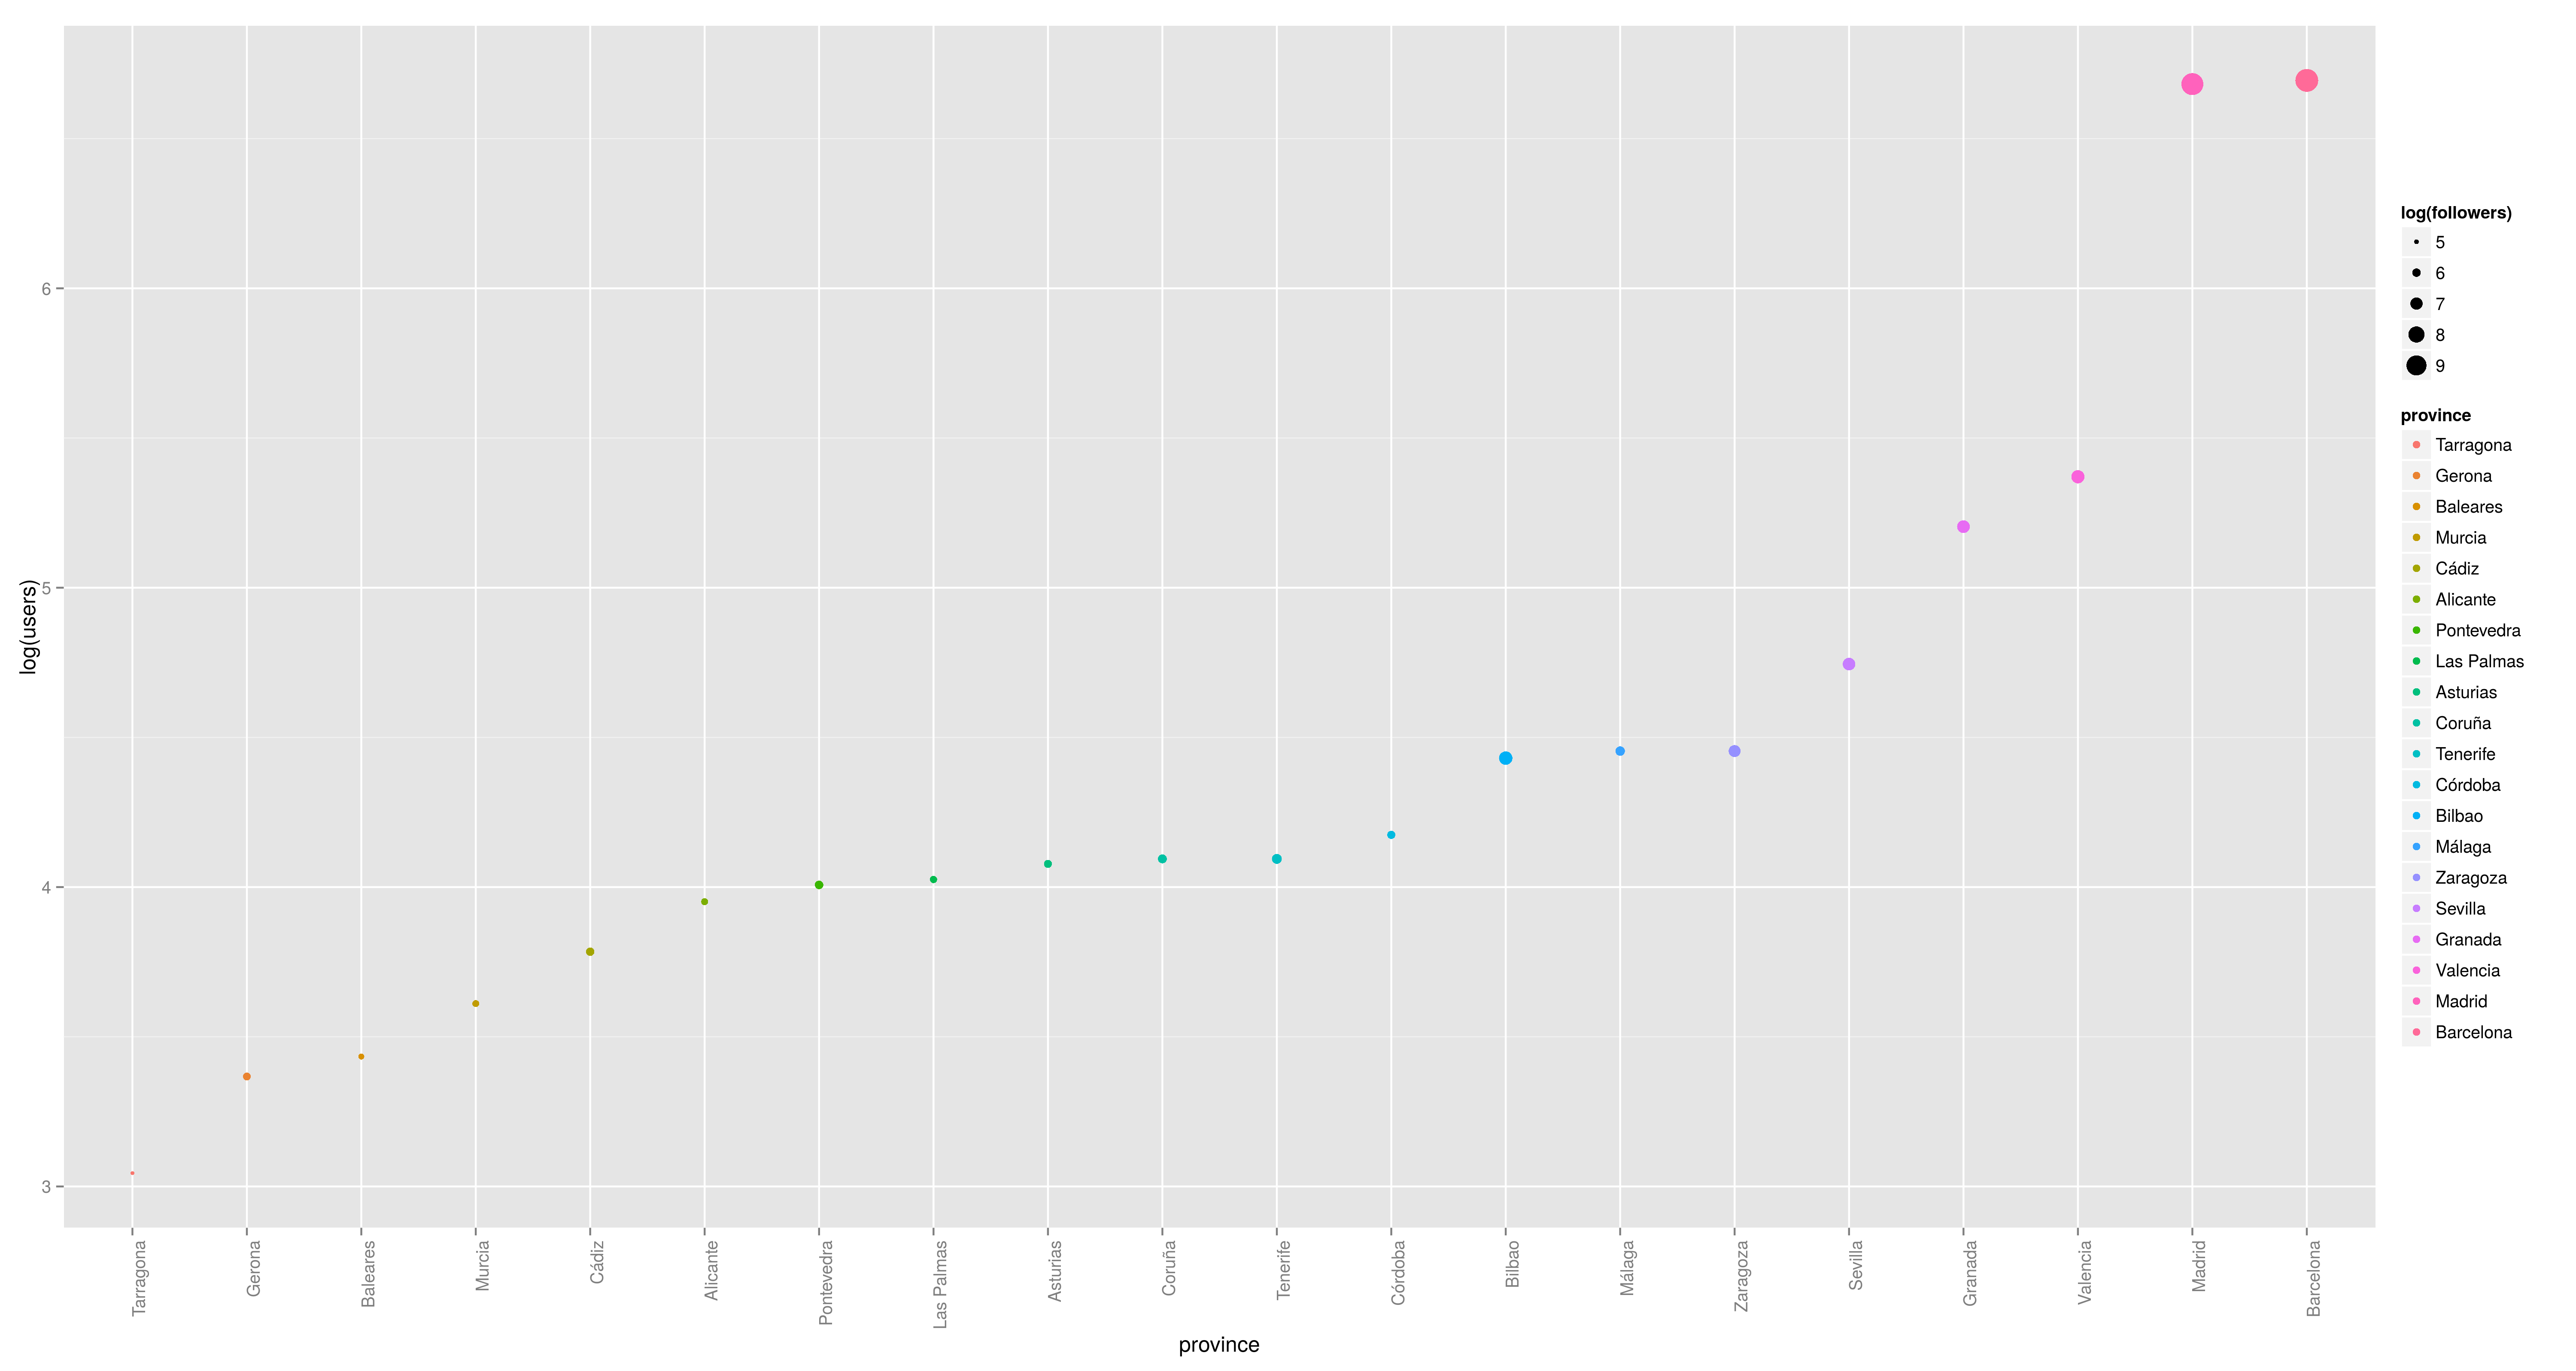 log(users)
6
5
4
3
Tarragona
Gerona
Baleares
Murcia
Cádiz
Alicante
Pontevedra
Las Palmas
Asturias
Coruña
Tenerife
Córdoba
Bilbao
Málaga
Zaragoza
Sevilla
Granada
Valencia
Madrid
Barcelona
province
log(followers)
5
6
7
8
9
province
Tarragona
Gerona
Baleares
Murcia
Cádiz
Alicante
Pontevedra
Las Palmas
Asturias
Coruña
Tenerife
Córdoba
Bilbao
Málaga
Zaragoza
Sevilla
Granada
Valencia
Madrid
Barcelona